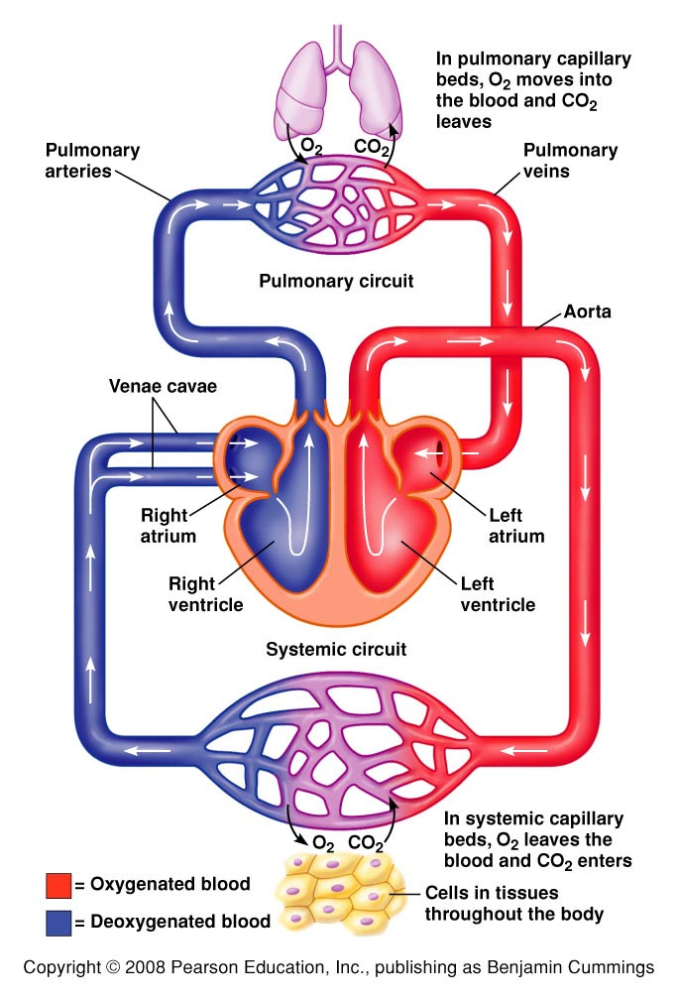 In pulmonary capillary
beds, O2 moves into
the blood and CO2
leaves
O2
CO2
Pulmonary
arteries
Pulmonary
veins
Pulmonary circuit
Aorta
Venae cavae
Right
atrium
Left
atrium
Right
ventricle
Left
ventricle
Systemic circuit
In systemic capillary
beds, O2 leaves the
blood and CO2 enters
O2
CO2
= Oxygenated blood
= Deoxygenated blood
Cells in tissues
throughout the body
Copyright © 2008 Pearson Education, Inc., publishing as Benjamin Cummings